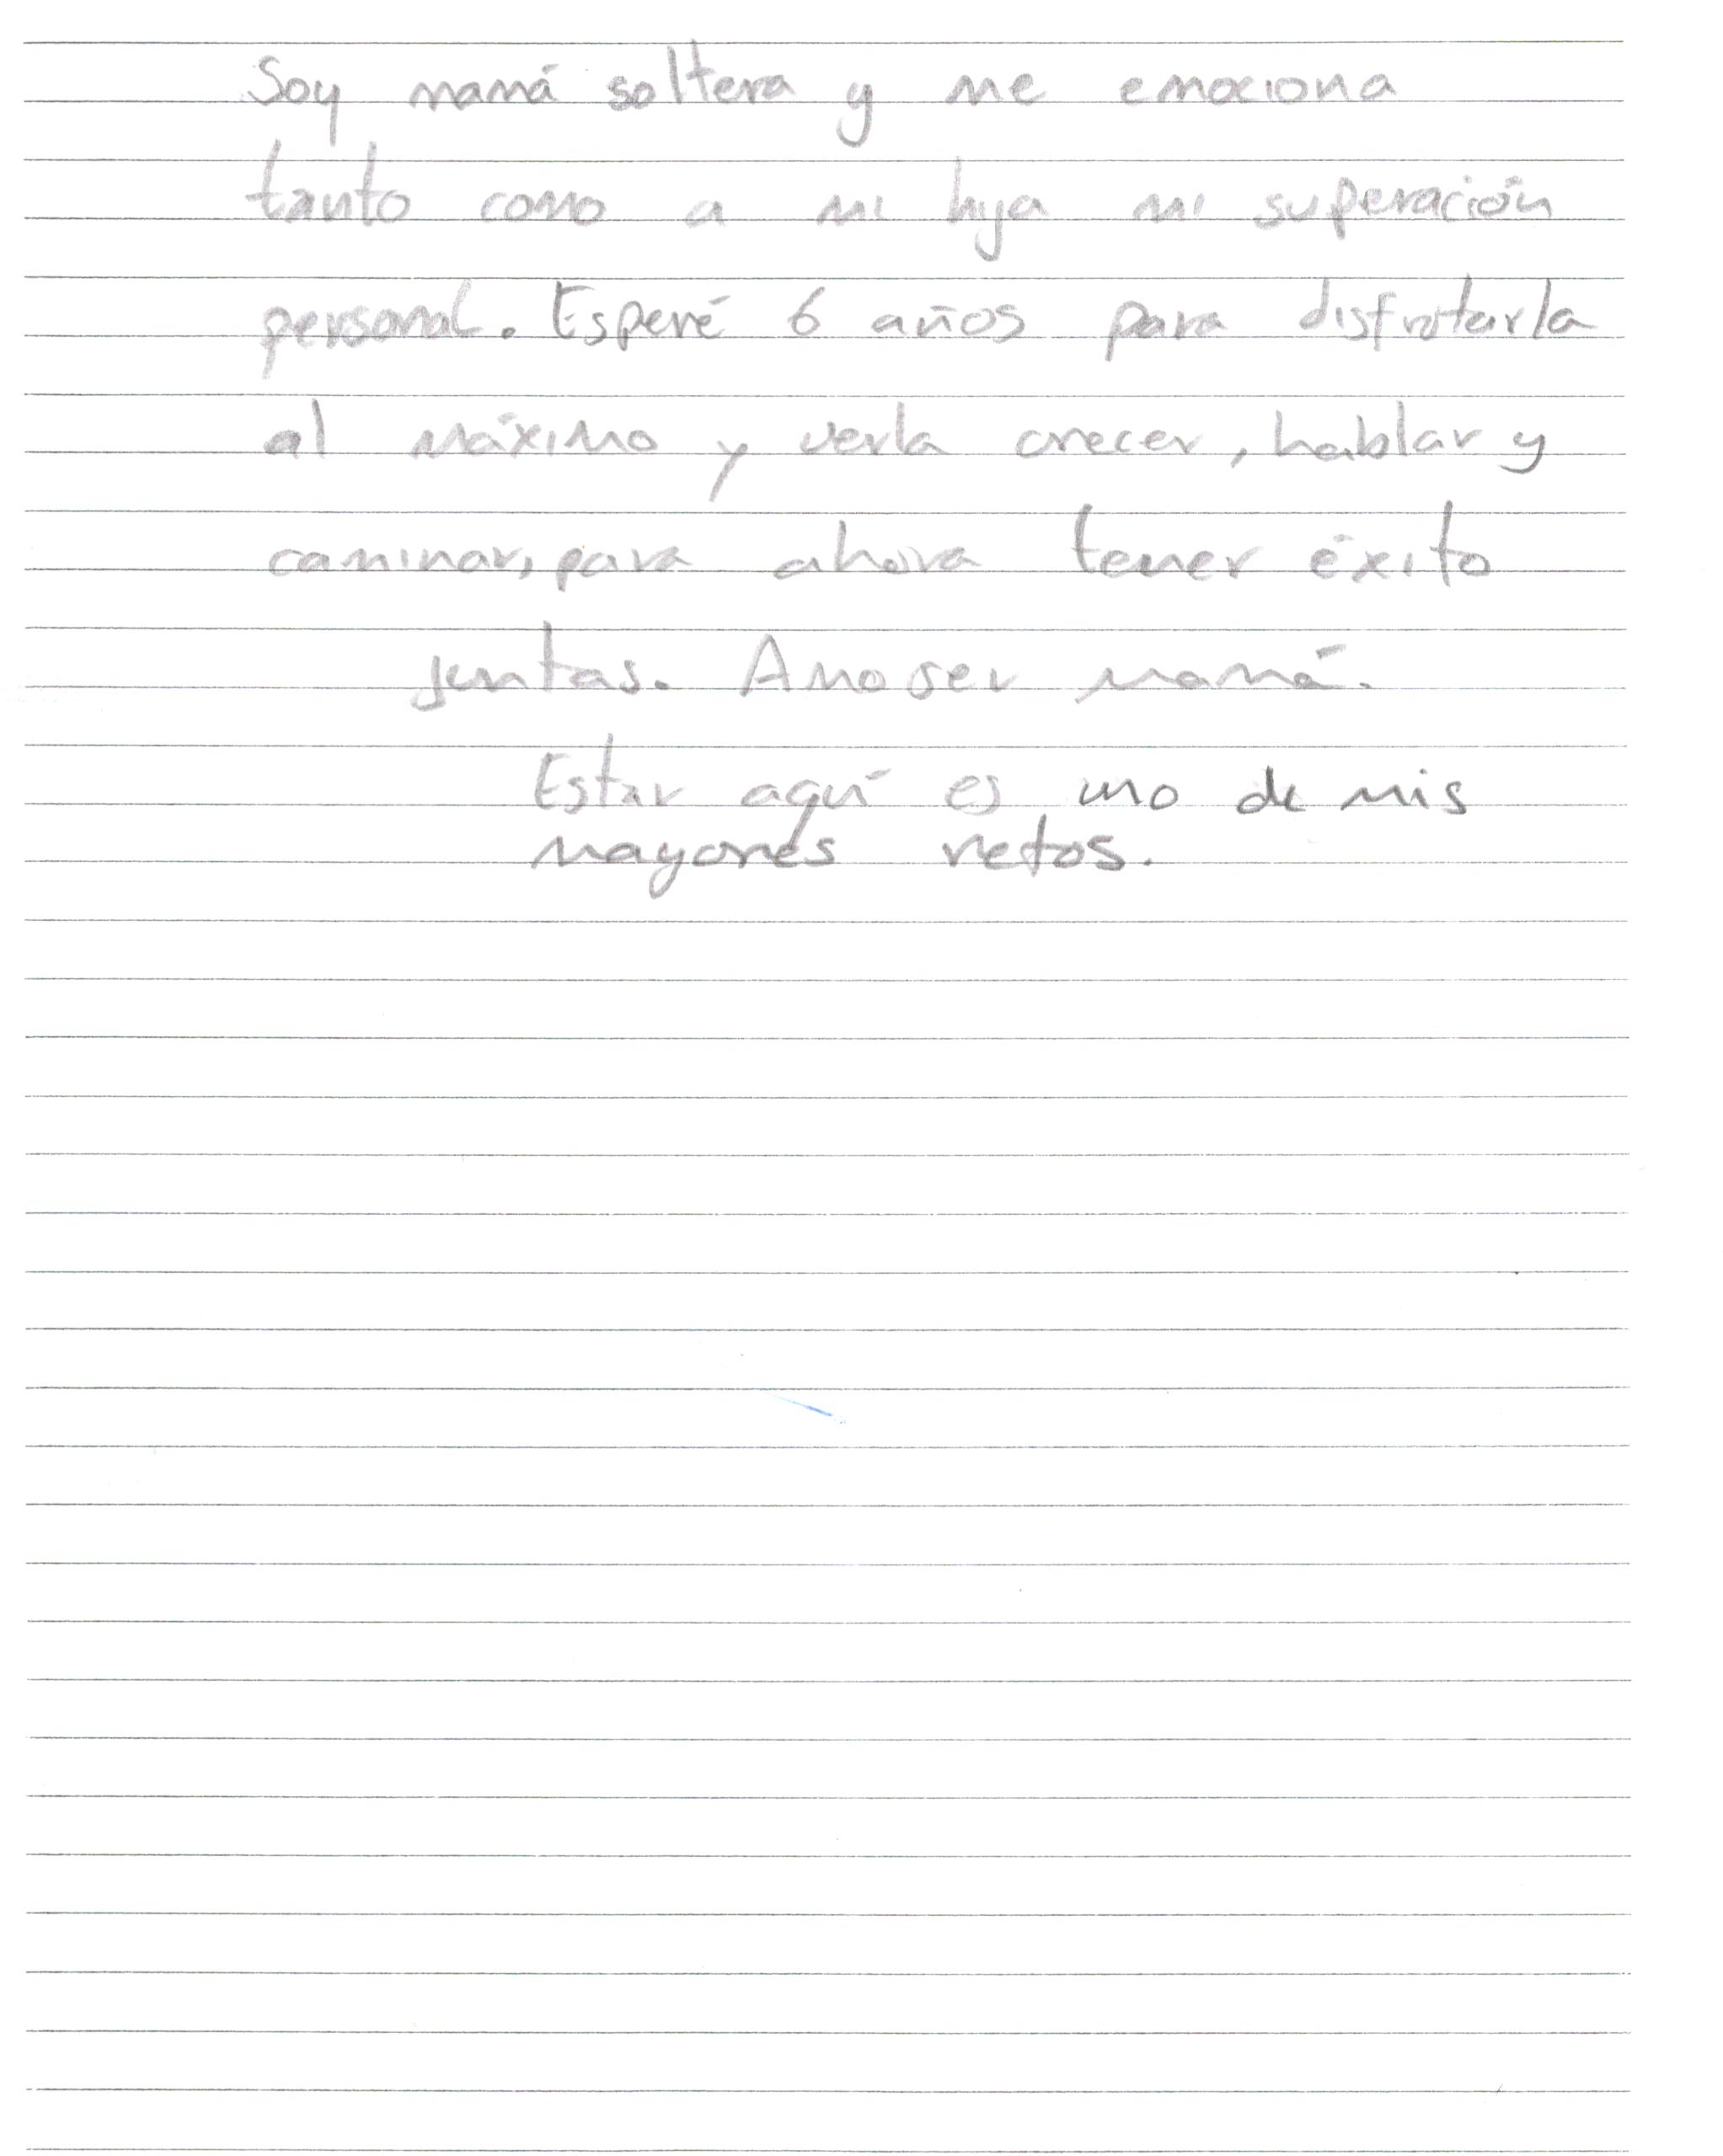 Soy mamá soltera y me emociona
tanto como a mi hija mi superación
personal. Esperé 6 años para disfrutarla
al máximo y verla crecer, hablar y
caminar, para ahora tener éxito
juntas. Amo ser mamá.
Estar aquí es uno de mis
mayores retos.